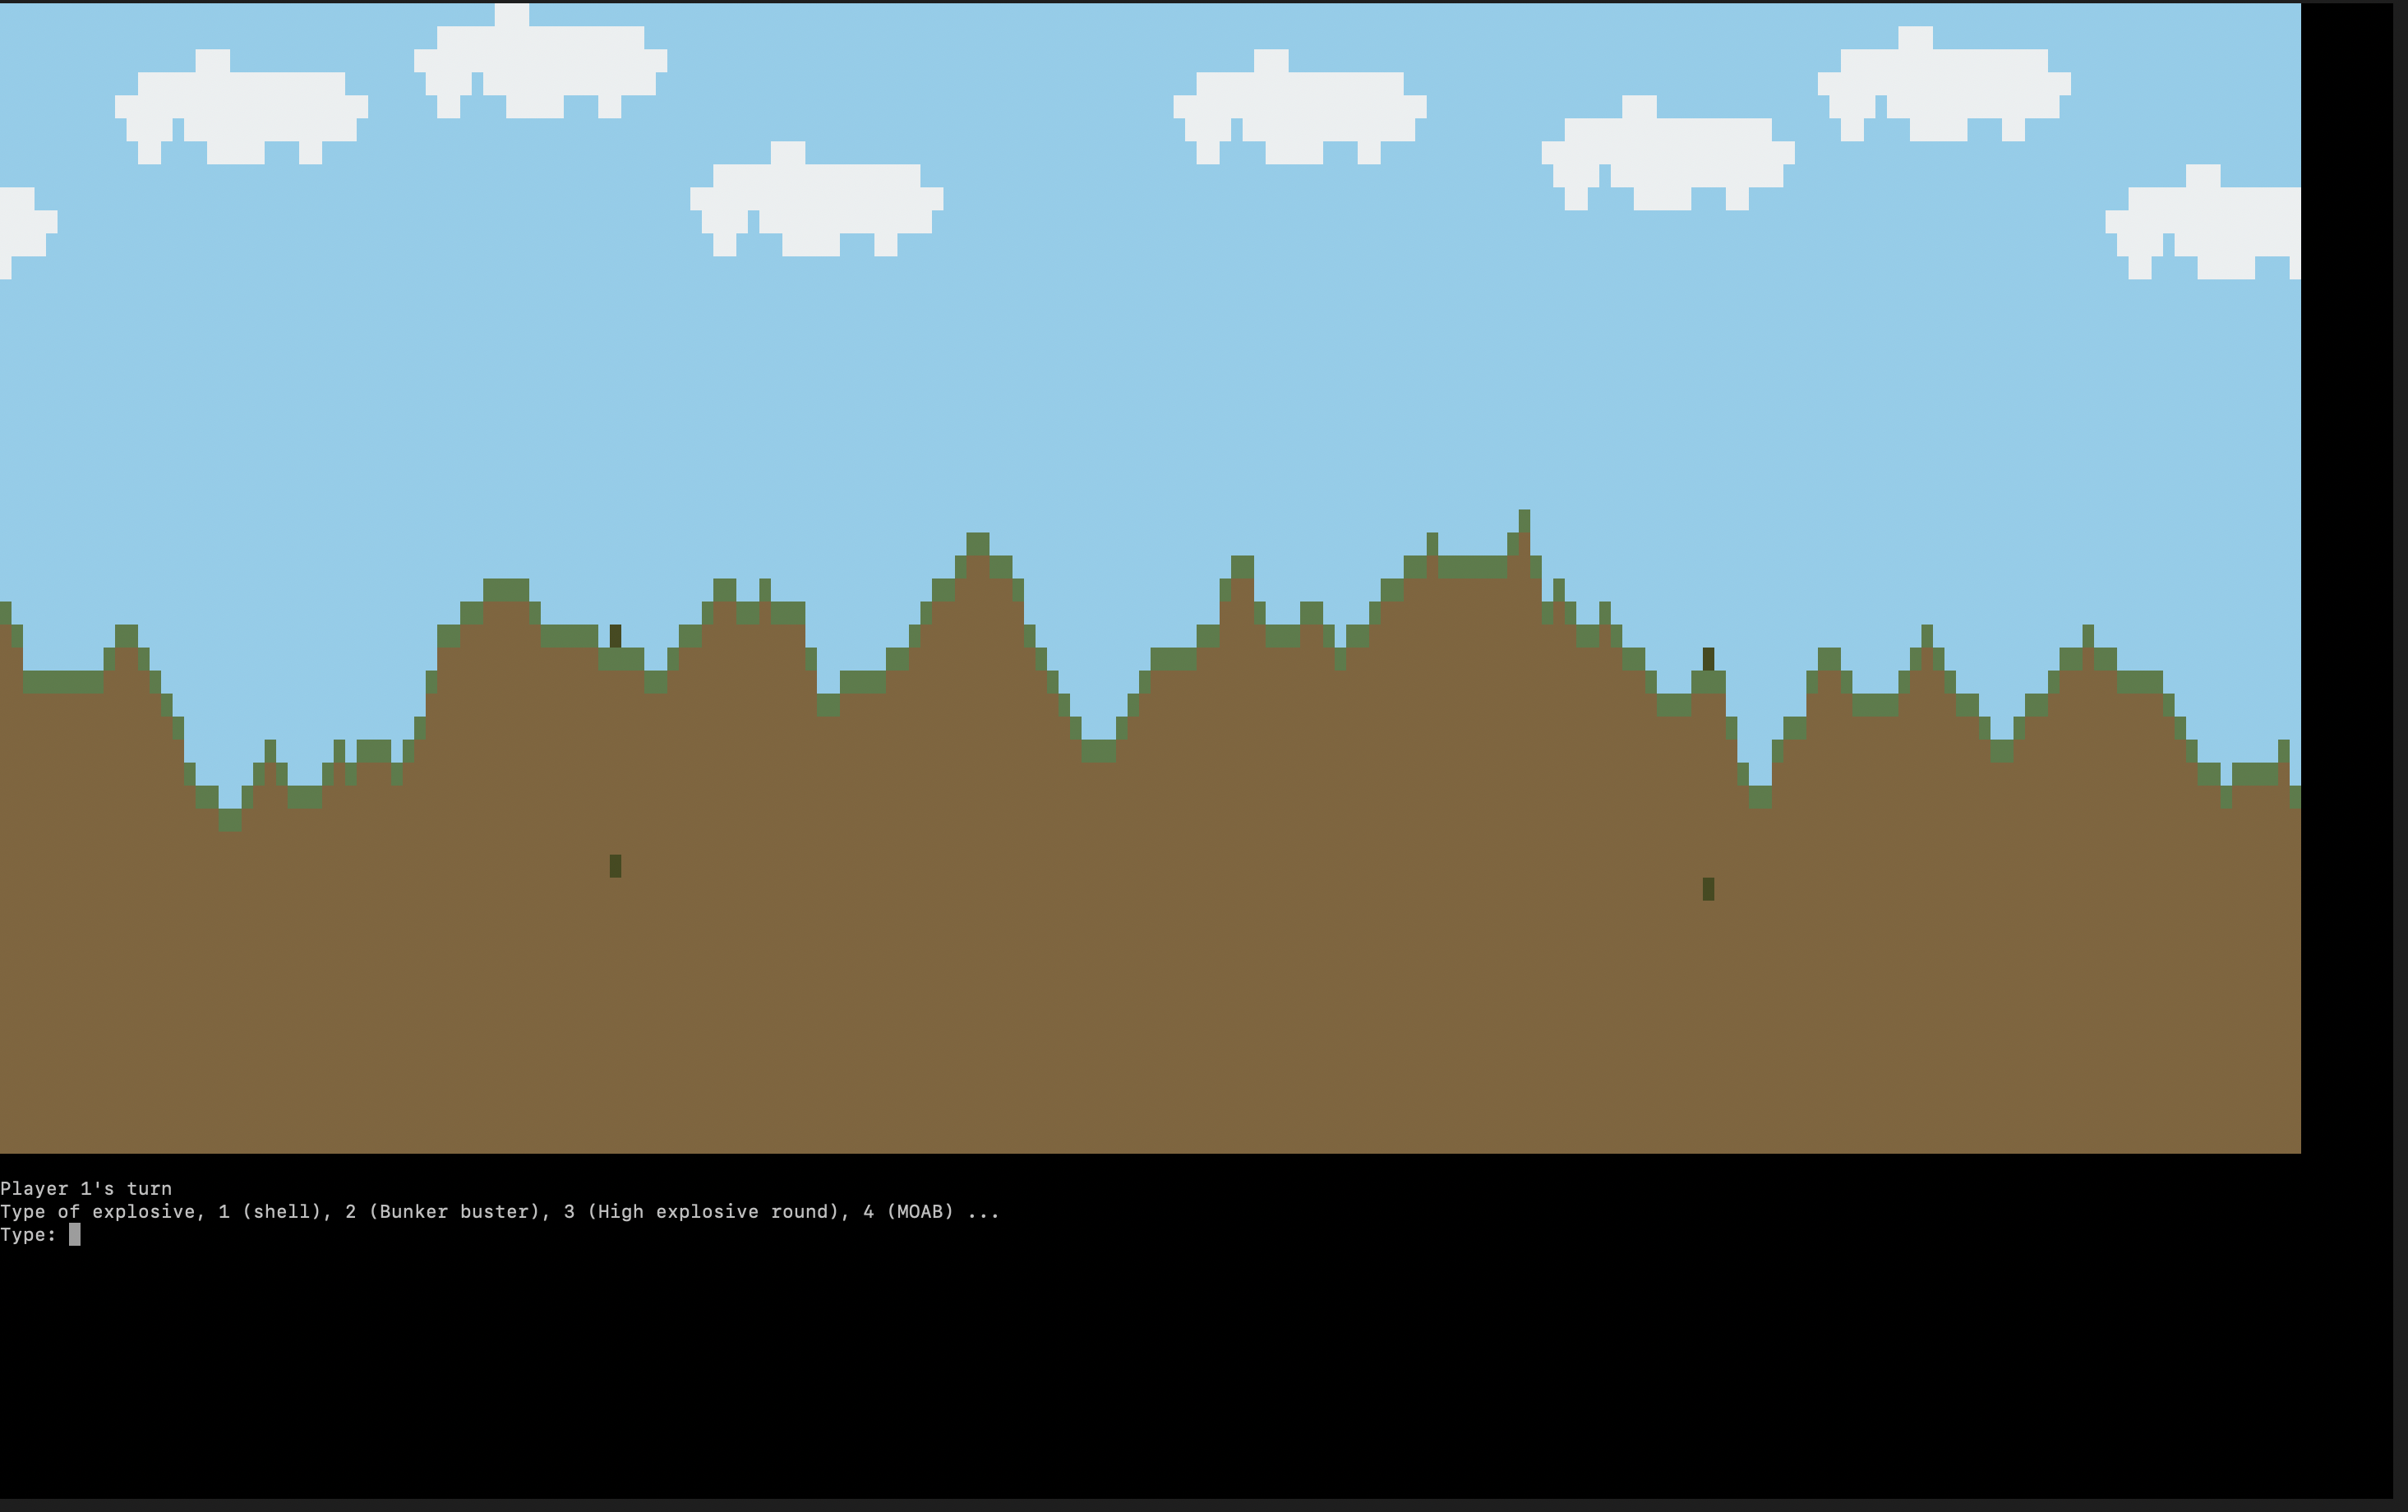 Player 1's turn
Type of explosive, 1 (shell), 2 (Bunker buster), 3 (High explosive round), 4 (MOAB) ...
Type: